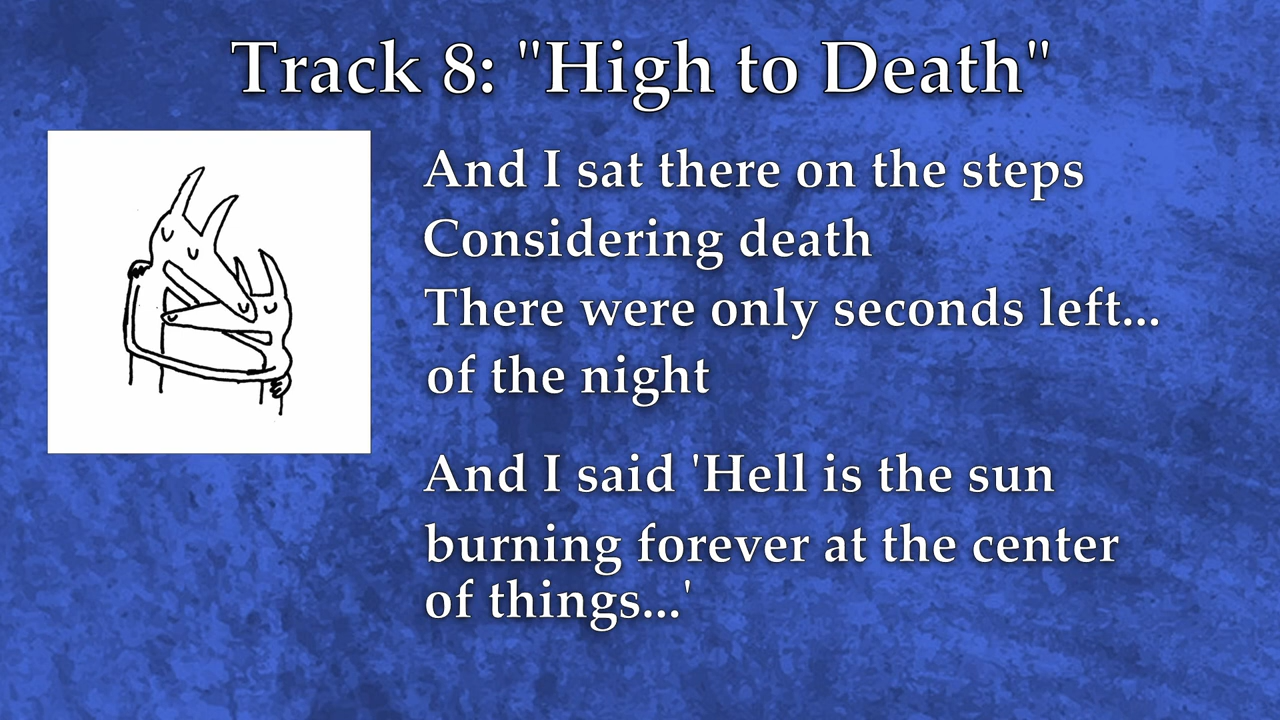 Track 8: "High to Death"
And I sat there on the steps
Considering death
There were only seconds left...
of the night
And I said 'Hell is the sun
burning forever at the center
of things...'